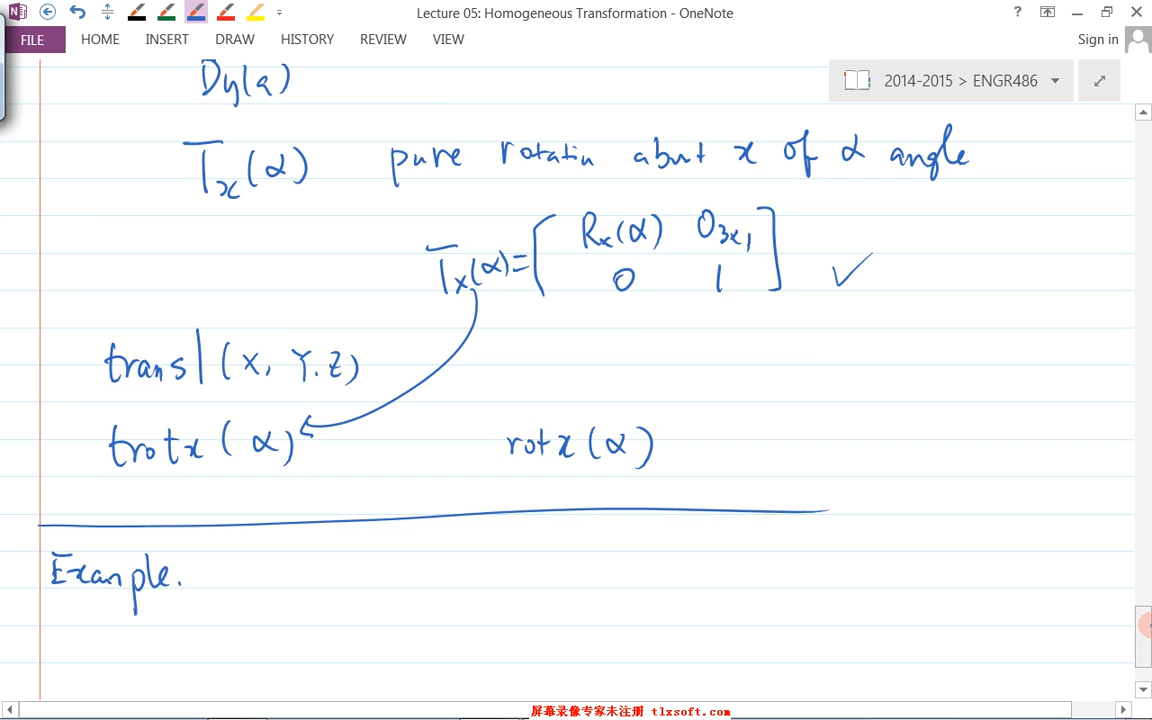 Lecture 05: Homogeneous Transformation - OneNote
FILE HOME INSERT DRAW HISTORY REVIEW VIEW
Sign in
2014-2015 > ENGR486
Dy(a)
Tx(α) pure rotatin abut x of α angle
Tx(α)=[ Rx(α) O3x1
0 1 ] ✓
transl(x, Y.Z)
trotx(α) rotx(α)
Example.
屏幕录像专家未注册 tlxsoft.com